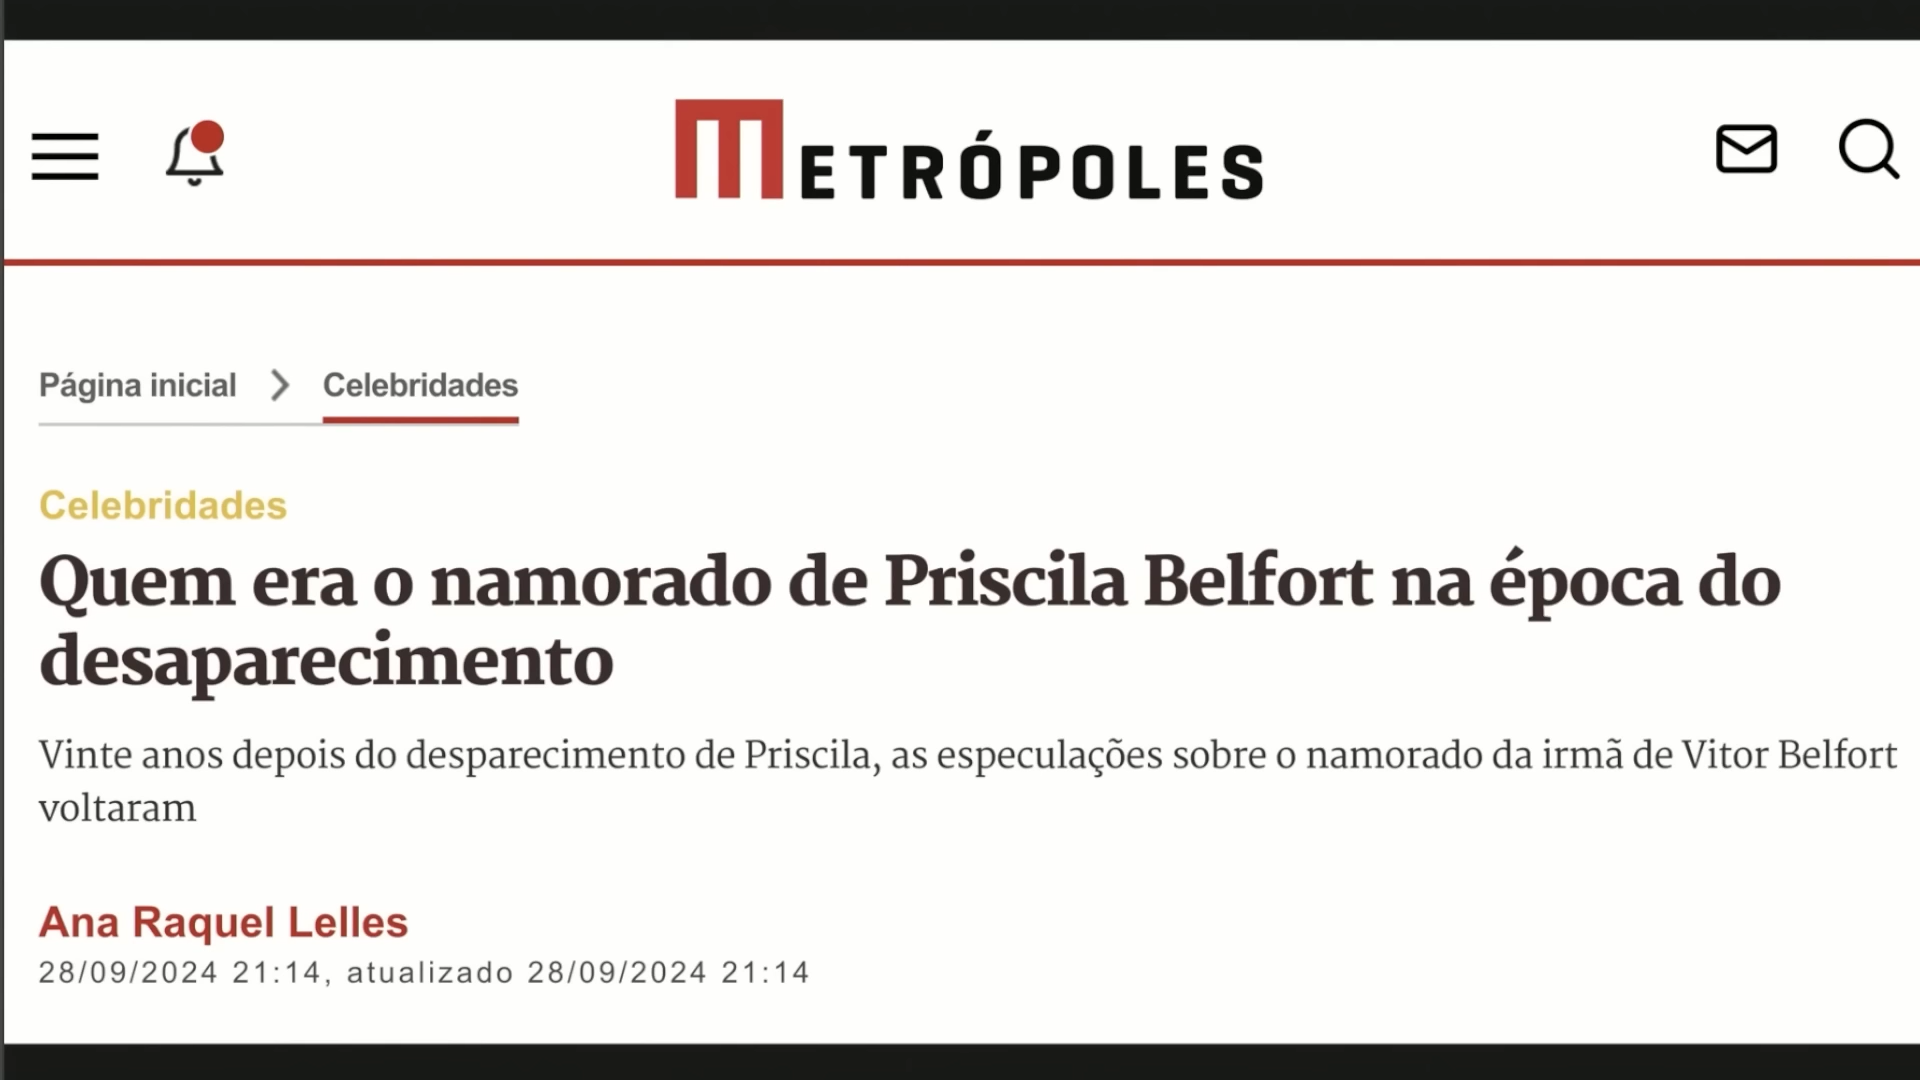 METRÓPOLES
Página inicial
Celebridades
Celebridades
Quem era o namorado de Priscila Belfort na época do
desaparecimento
Vinte anos depois do desparecimento de Priscila, as especulações sobre o namorado da irmã de Vitor Belfort
voltaram
Ana Raquel Lelles
28/09/2024 21:14, atualizado 28/09/2024 21:14